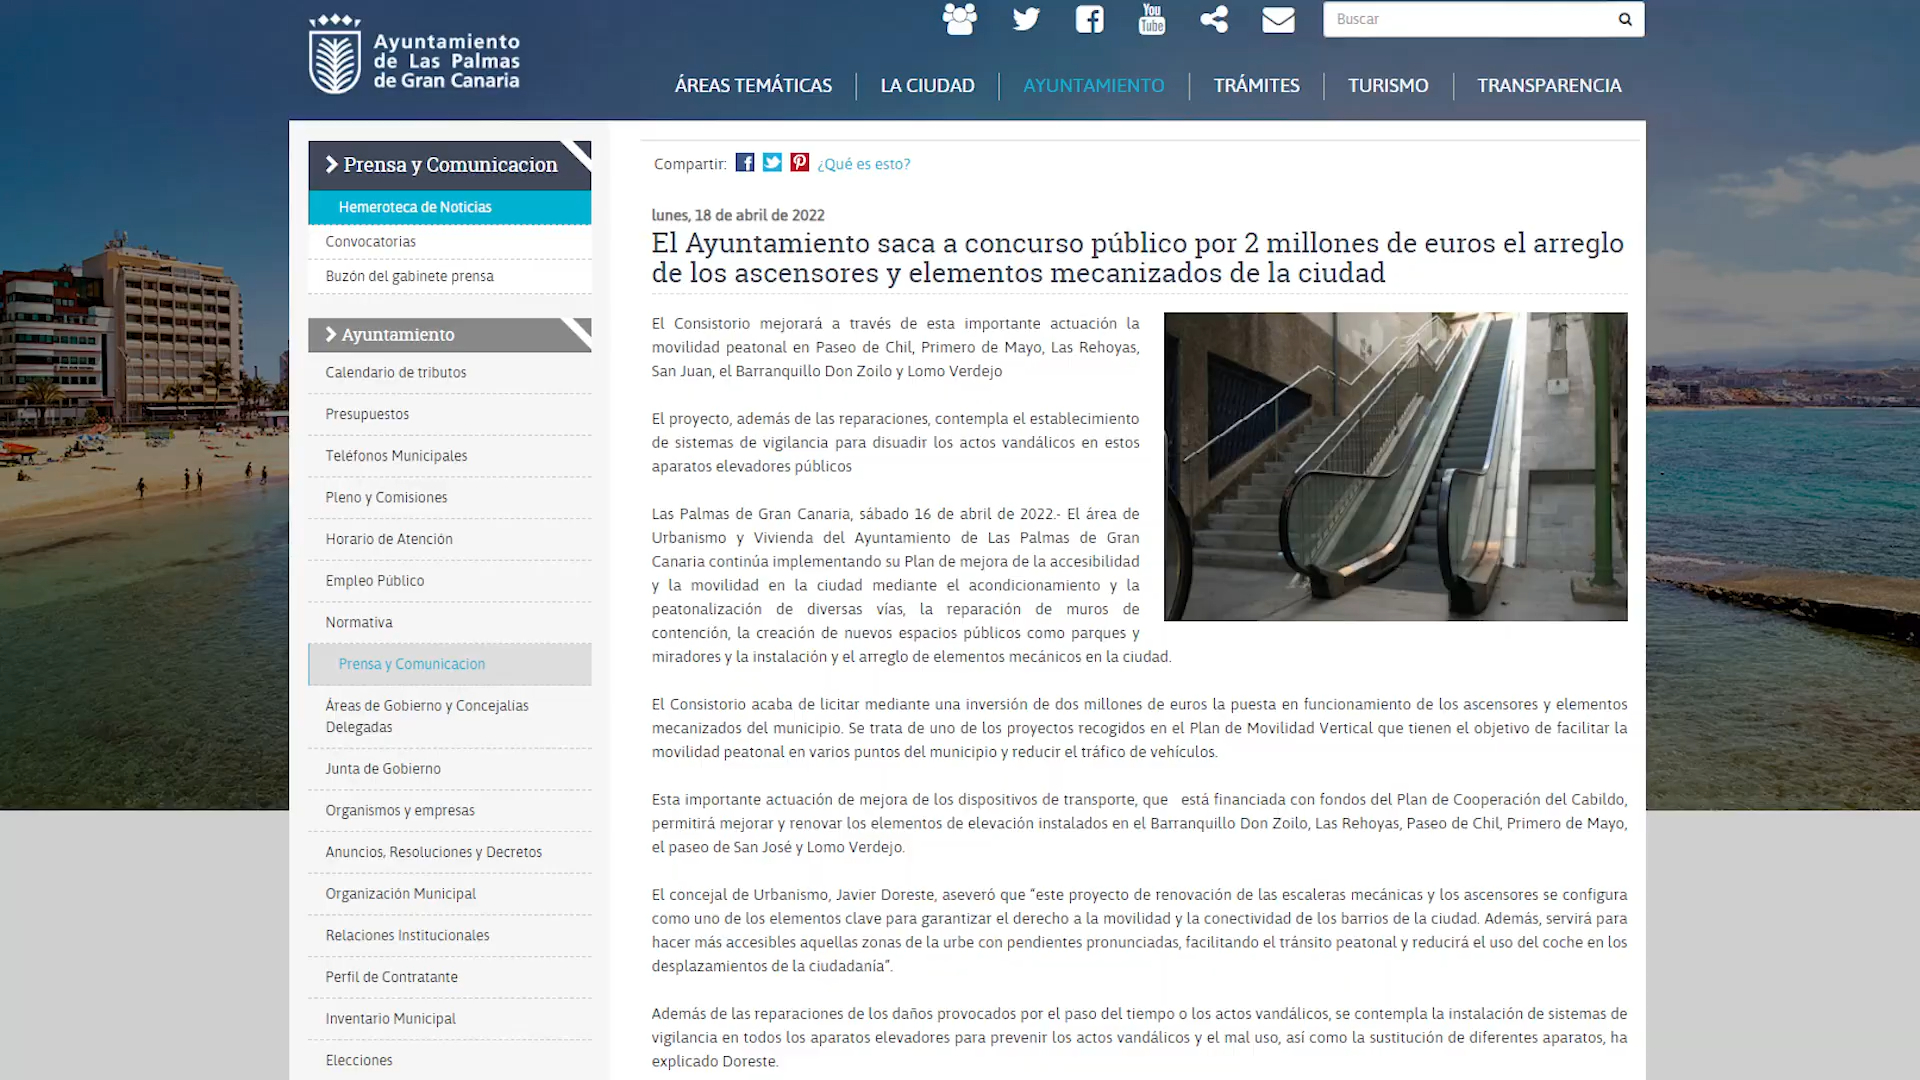 Ayuntamiento
de Las Palmas
de Gran Canaria
You
Tube
Buscar
ÁREAS TEMÁTICAS
LA CIUDAD
AYUNTAMIENTO
TRÁMITES
TURISMO
TRANSPARENCIA
Prensa y Comunicacion
Hemeroteca de Noticias
Convocatorias
Buzón del gabinete prensa
Ayuntamiento
Calendario de tributos
Presupuestos
Teléfonos Municipales
Pleno y Comisiones
Horario de Atención
Empleo Público
Normativa
Prensa y Comunicacion
Áreas de Gobierno y Concejalías
Delegadas
Junta de Gobierno
Organismos y empresas
Anuncios, Resoluciones y Decretos
Organización Municipal
Relaciones Institucionales
Perfil de Contratante
Inventario Municipal
Elecciones
Compartir: ¿Qué es esto?
lunes, 18 de abril de 2022
El Ayuntamiento saca a concurso público por 2 millones de euros el arreglo
de los ascensores y elementos mecanizados de la ciudad
El Consistorio mejorará a través de esta importante actuación la
movilidad peatonal en Paseo de Chil, Primero de Mayo, Las Rehoyas,
San Juan, el Barranquillo Don Zoilo y Lomo Verdejo
El proyecto, además de las reparaciones, contempla el establecimiento
de sistemas de vigilancia para disuadir los actos vandálicos en estos
aparatos elevadores públicos
Las Palmas de Gran Canaria, sábado 16 de abril de 2022.- El área de
Urbanismo y Vivienda del Ayuntamiento de Las Palmas de Gran
Canaria continúa implementando su Plan de mejora de la accesibilidad
y la movilidad en la ciudad mediante el acondicionamiento y la
peatonalización de diversas vías, la reparación de muros de
contención, la creación de nuevos espacios públicos como parques y
miradores y la instalación y el arreglo de elementos mecánicos en la ciudad.
El Consistorio acaba de licitar mediante una inversión de dos millones de euros la puesta en funcionamiento de los ascensores y elementos
mecanizados del municipio. Se trata de uno de los proyectos recogidos en el Plan de Movilidad Vertical que tienen el objetivo de facilitar la
movilidad peatonal en varios puntos del municipio y reducir el tráfico de vehículos.
Esta importante actuación de mejora de los dispositivos de transporte, que está financiada con fondos del Plan de Cooperación del Cabildo,
permitirá mejorar y renovar los elementos de elevación instalados en el Barranquillo Don Zoilo, Las Rehoyas, Paseo de Chil, Primero de Mayo,
el paseo de San José y Lomo Verdejo.
El concejal de Urbanismo, Javier Doreste, aseveró que “este proyecto de renovación de las escaleras mecánicas y los ascensores se configura
como uno de los elementos clave para garantizar el derecho a la movilidad y la conectividad de los barrios de la ciudad. Además, servirá para
hacer más accesibles aquellas zonas de la urbe con pendientes pronunciadas, facilitando el tránsito peatonal y reducirá el uso del coche en los
desplazamientos de la ciudadanía”.
Además de las reparaciones de los daños provocados por el paso del tiempo o los actos vandálicos, se contempla la instalación de sistemas de
vigilancia en todos los aparatos elevadores para prevenir los actos vandálicos y el mal uso, así como la sustitución de diferentes aparatos, ha
explicado Doreste.